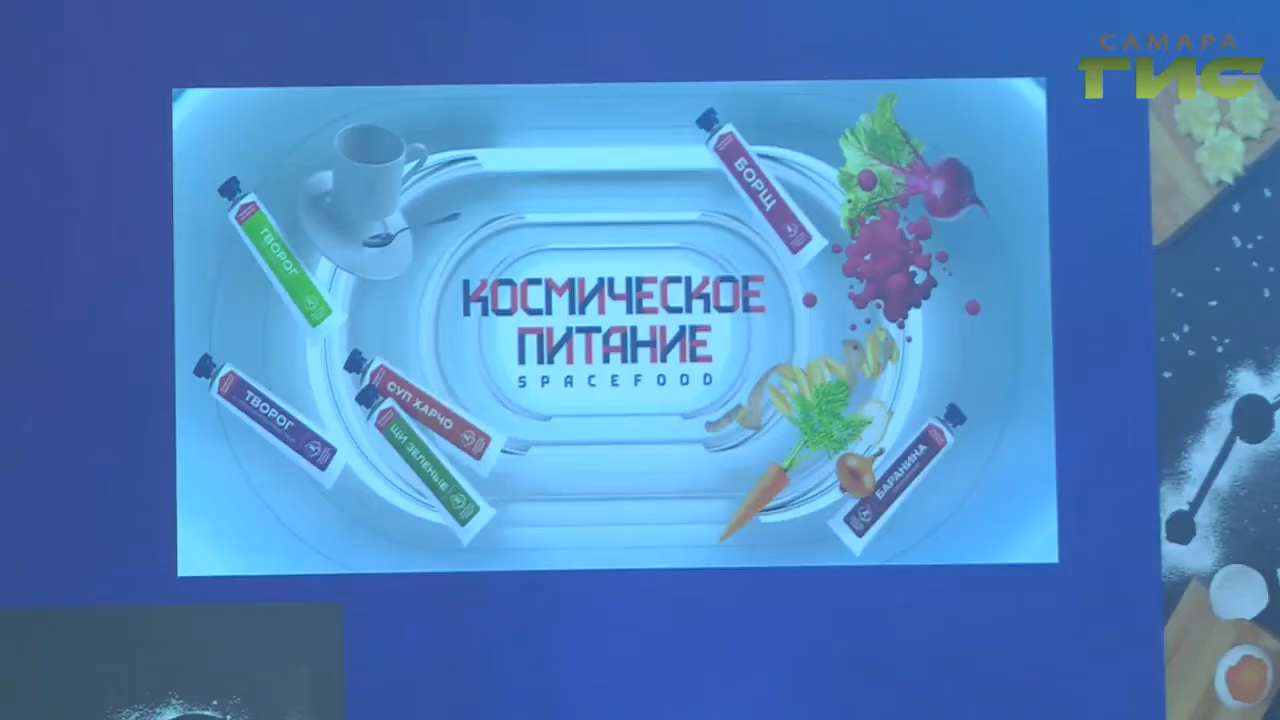 САМАРА
ГИС
БОРЩ
ТВОРОГ
КОСМИЧЕСКОЕ
ПИТАНИЕ
SPACEFOOD
СУП ХАРЧО
ТВОРОГ
ЩИ ЗЕЛЕНЫЕ
БАРАНИНА